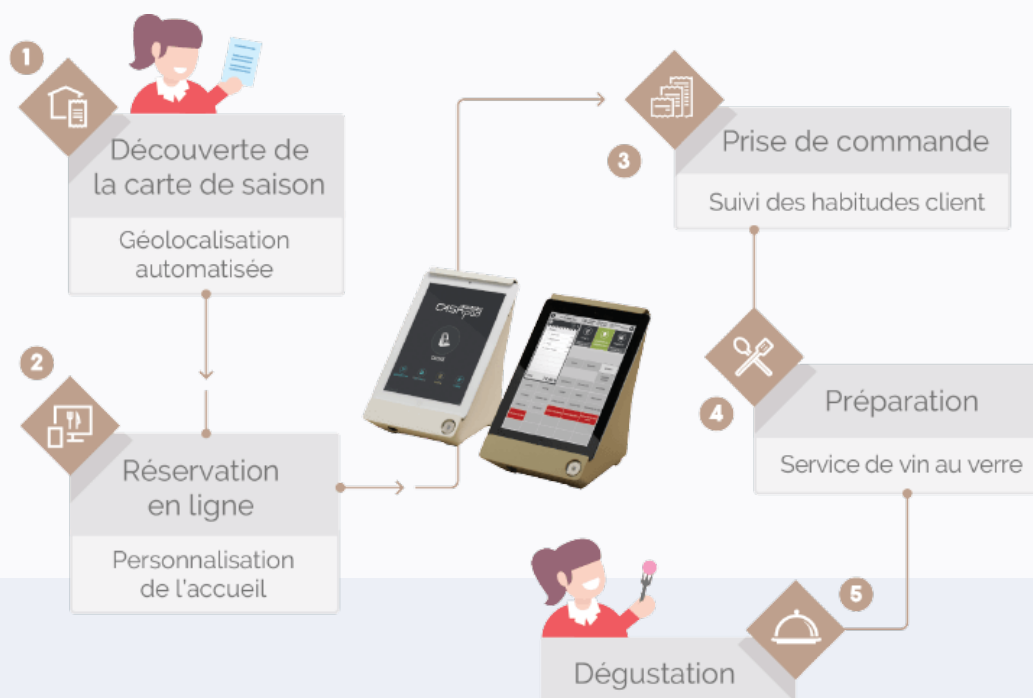 1
Découverte de
la carte de saison
Géolocalisation
automatisée
2
Réservation
en ligne
Personnalisation
de l'accueil
3
Prise de commande
Suivi des habitudes client
4
Préparation
Service de vin au verre
5
Dégustation